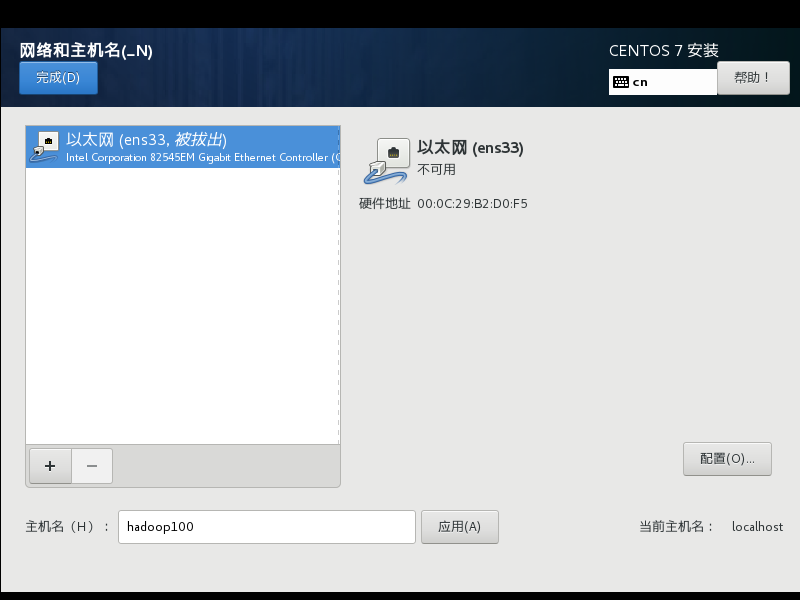 网络和主机名(_N)
完成(D)
CENTOS 7 安装
cn
帮助！
以太网 (ens33, 被拔出)
Intel Corporation 82545EM Gigabit Ethernet Controller (C
以太网 (ens33)
不可用
硬件地址 00:0C:29:B2:D0:F5
+
−
配置(O)...
主机名（H）：
hadoop100
应用(A)
当前主机名：
localhost